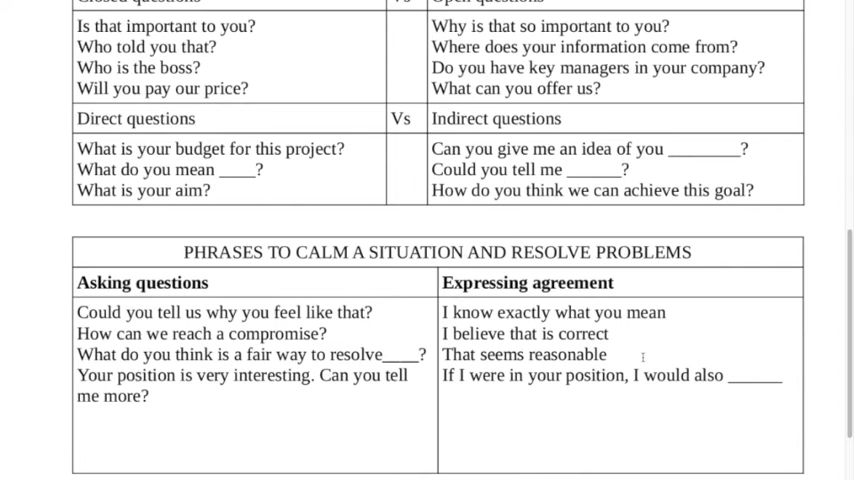 Closed questions Vs Open questions
Is that important to you?
Who told you that?
Who is the boss?
Will you pay our price?
Why is that so important to you?
Where does your information come from?
Do you have key managers in your company?
What can you offer us?
Direct questions Vs Indirect questions
What is your budget for this project?
What do you mean ____?
What is your aim?
Can you give me an idea of you ________?
Could you tell me ______?
How do you think we can achieve this goal?
PHRASES TO CALM A SITUATION AND RESOLVE PROBLEMS
Asking questions
Could you tell us why you feel like that?
How can we reach a compromise?
What do you think is a fair way to resolve____?
Your position is very interesting. Can you tell
me more?
Expressing agreement
I know exactly what you mean
I believe that is correct
That seems reasonable
If I were in your position, I would also ______